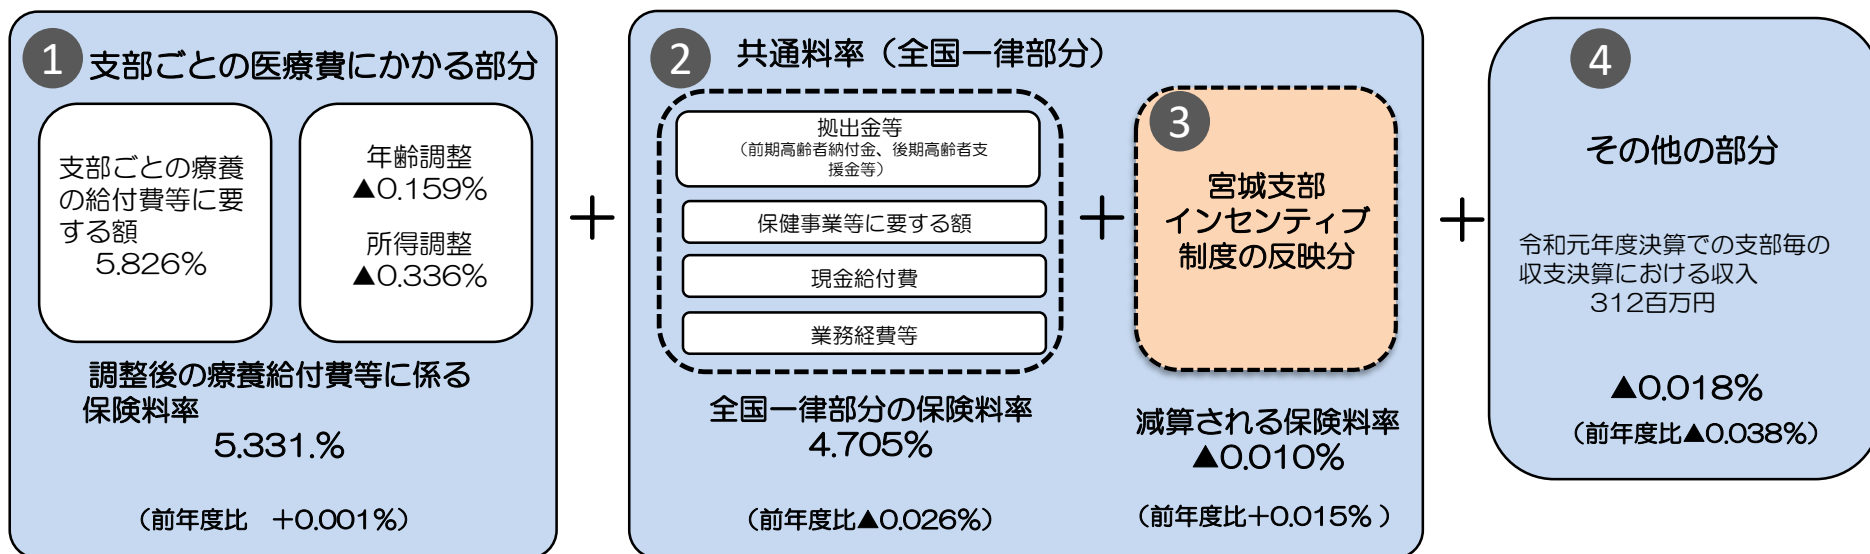 1
支部ごとの医療費にかかる部分
支部ごとの療養
の給付費等に要
する額
5.826%
年齢調整
▲0.159%
所得調整
▲0.336%
調整後の療養給付費等に係る
保険料率
5.331.%
（前年度比　+0.001%）
＋
2
共通料率（全国一律部分）
拠出金等
（前期高齢者納付金、後期高齢者支
援金等）
保健事業等に要する額
現金給付費
業務経費等
全国一律部分の保険料率
4.705%
（前年度比▲0.026%）
＋
3
宮城支部
インセンティブ
制度の反映分
減算される保険料率
▲0.010%
（前年度比+0.015% ）
＋
4
その他の部分
令和元年度決算での支部毎の
収支決算における収入
312百万円
▲0.018%
（前年度比▲0.038%）